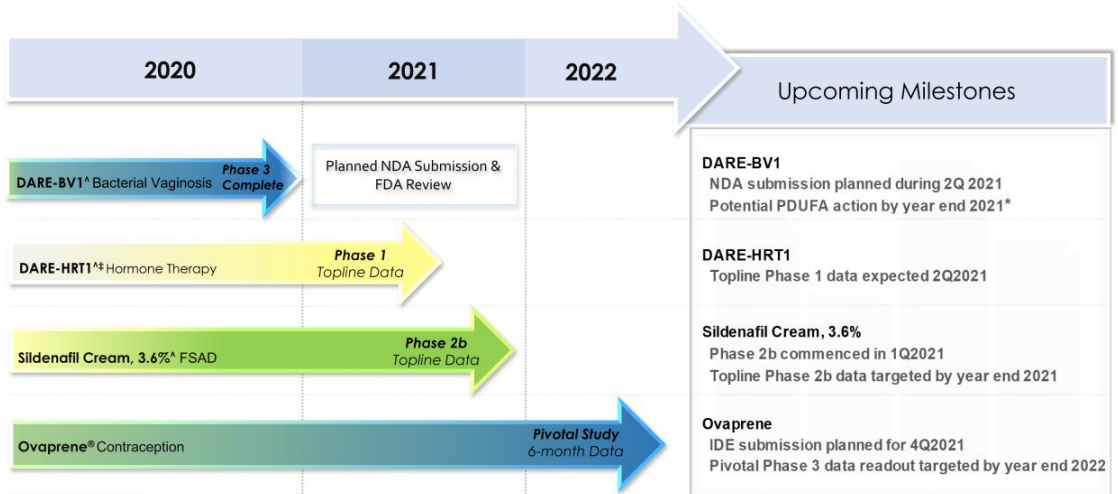 2020
2021
2022
Upcoming Milestones
DARE-BV1^ Bacterial Vaginosis
Phase 3
Complete
Planned NDA Submission &
FDA Review
DARE-BV1
NDA submission planned during 2Q 2021
Potential PDUFA action by year end 2021*
DARE-HRT1^‡ Hormone Therapy
Phase 1
Topline Data
DARE-HRT1
Topline Phase 1 data expected 2Q2021
Sildenafil Cream, 3.6%^ FSAD
Phase 2b
Topline Data
Sildenafil Cream, 3.6%
Phase 2b commenced in 1Q2021
Topline Phase 2b data targeted by year end 2021
Ovaprene® Contraception
Pivotal Study
6-month Data
Ovaprene
IDE submission planned for 4Q2021
Pivotal Phase 3 data readout targeted by year end 2022